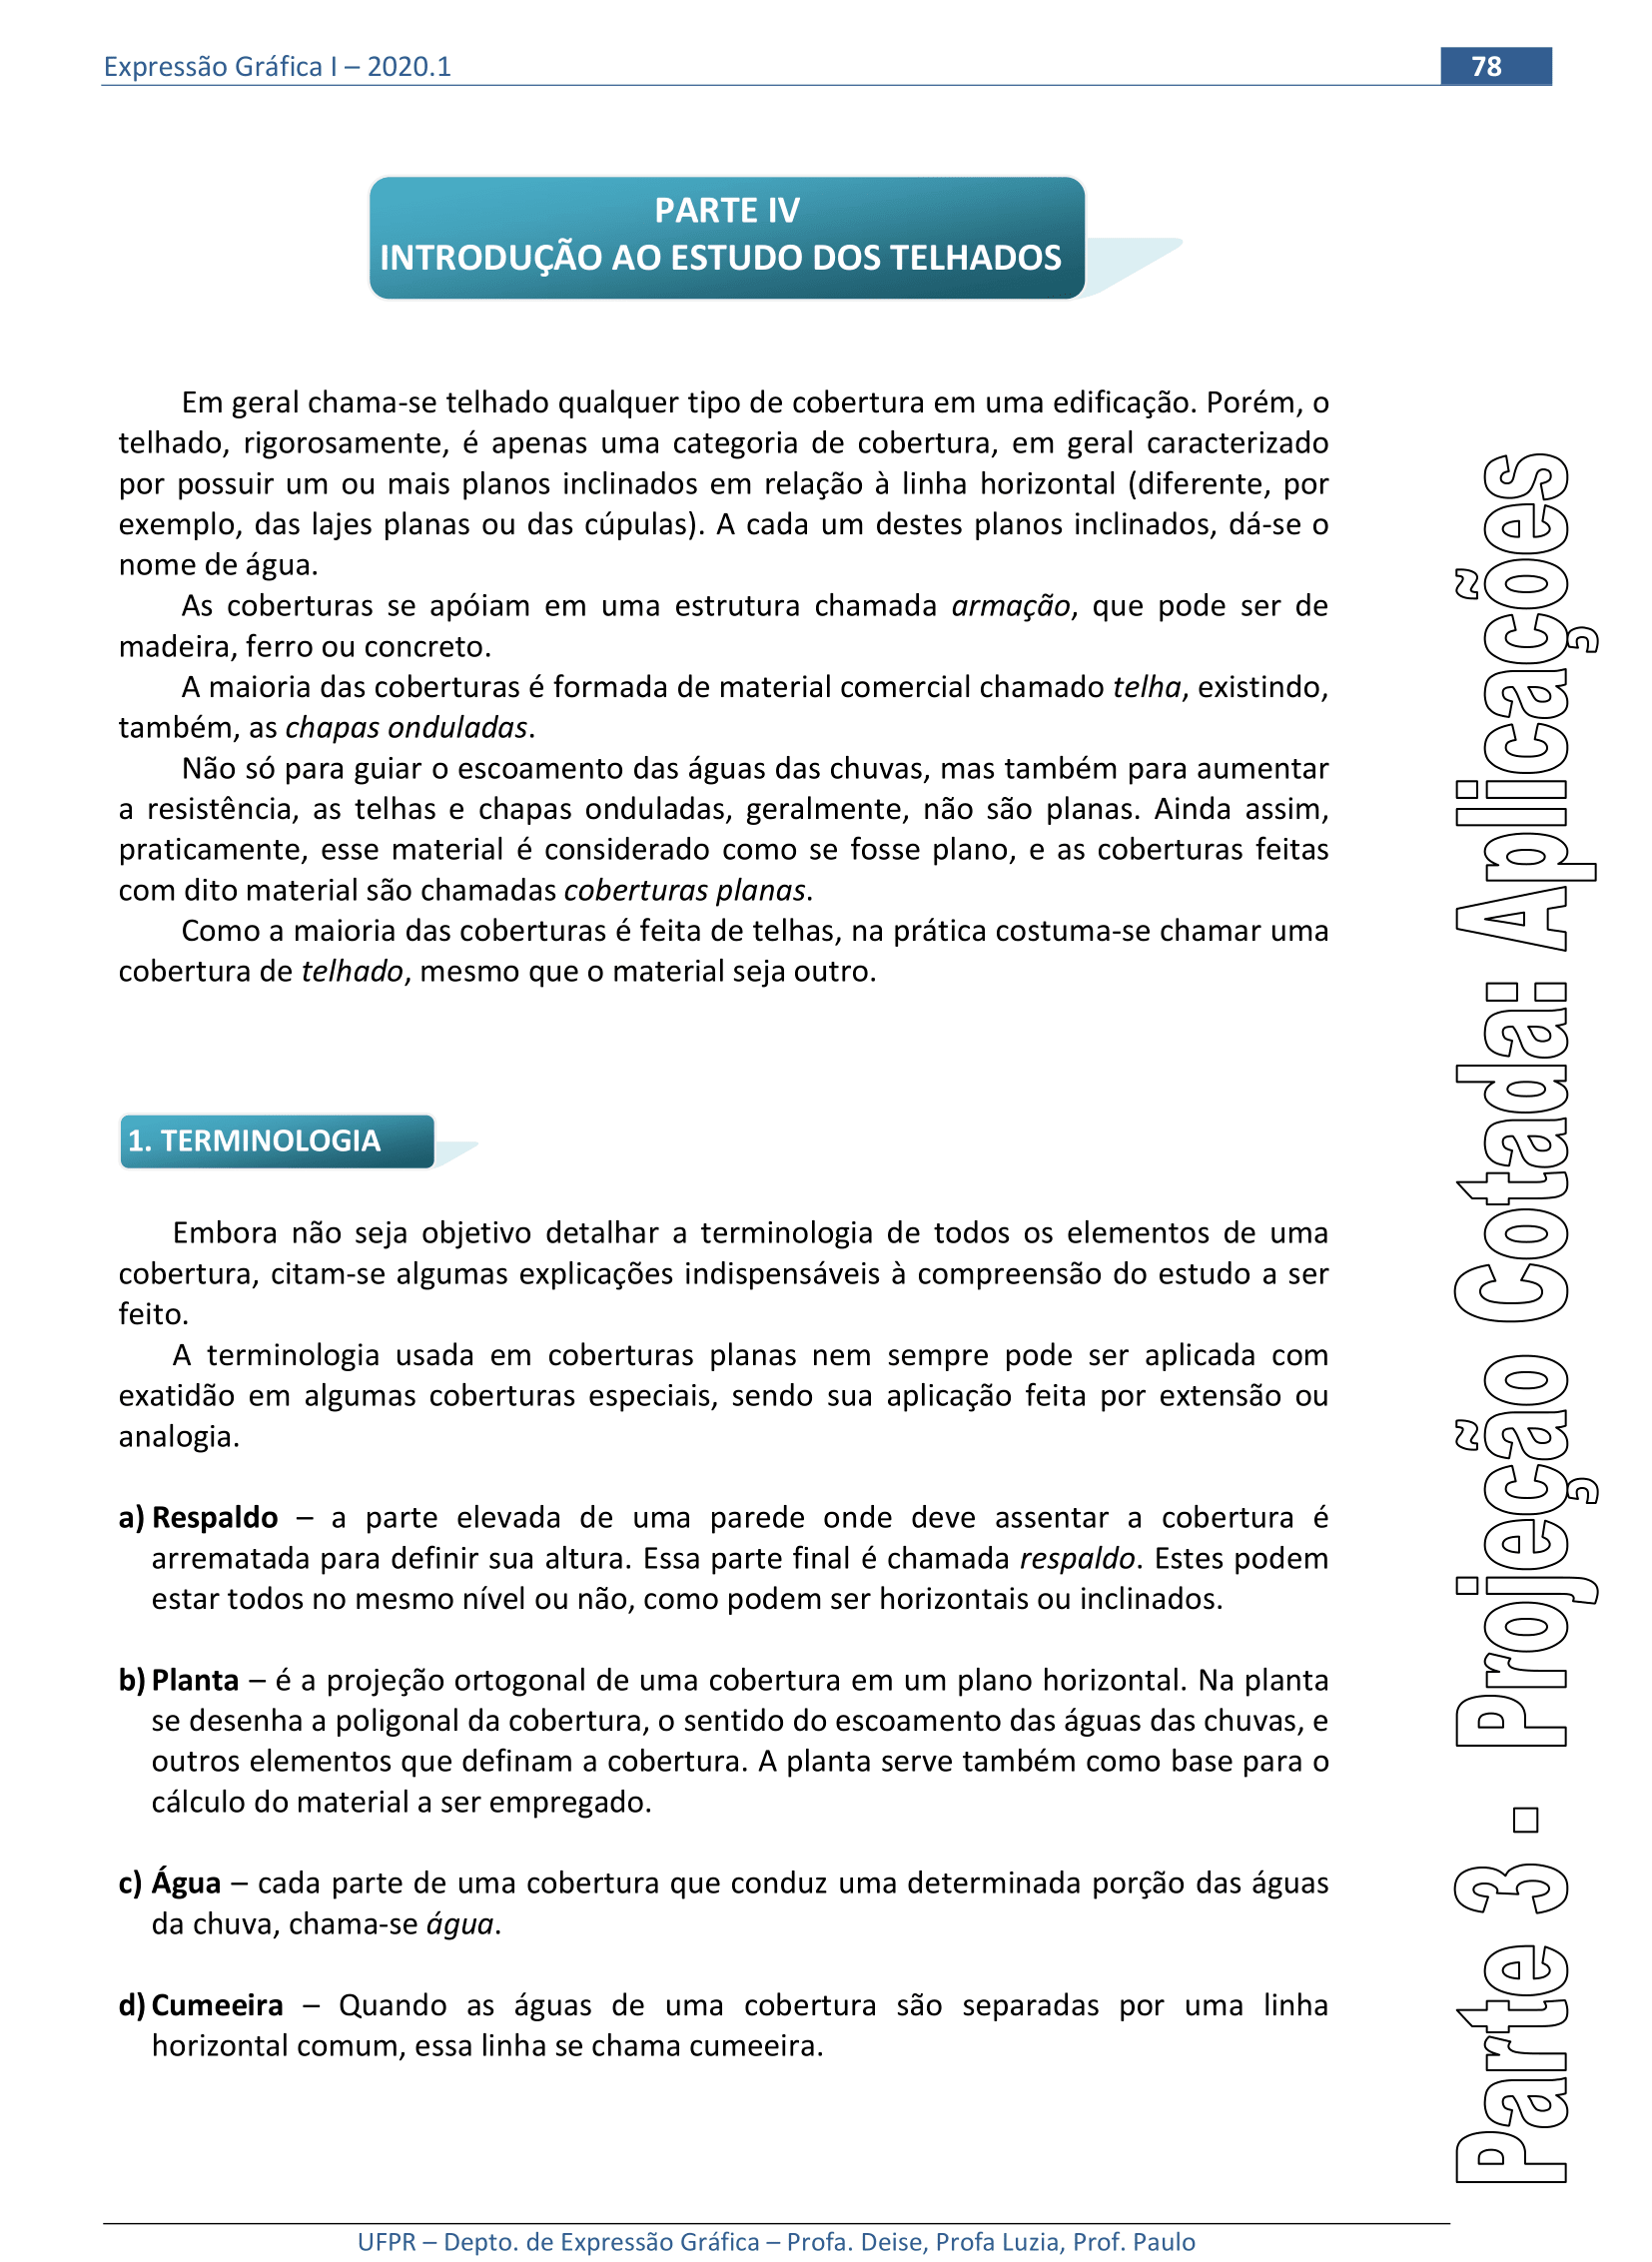 Expressão Gráfica I – 2020.1
78
PARTE IV
INTRODUÇÃO AO ESTUDO DOS TELHADOS
Em geral chama-se telhado qualquer tipo de cobertura em uma edificação. Porém, o
telhado, rigorosamente, é apenas uma categoria de cobertura, em geral caracterizado
por possuir um ou mais planos inclinados em relação à linha horizontal (diferente, por
exemplo, das lajes planas ou das cúpulas). A cada um destes planos inclinados, dá-se o
nome de água.
As coberturas se apóiam em uma estrutura chamada armação, que pode ser de
madeira, ferro ou concreto.
A maioria das coberturas é formada de material comercial chamado telha, existindo,
também, as chapas onduladas.
Não só para guiar o escoamento das águas das chuvas, mas também para aumentar
a resistência, as telhas e chapas onduladas, geralmente, não são planas. Ainda assim,
praticamente, esse material é considerado como se fosse plano, e as coberturas feitas
com dito material são chamadas coberturas planas.
Como a maioria das coberturas é feita de telhas, na prática costuma-se chamar uma
cobertura de telhado, mesmo que o material seja outro.
1. TERMINOLOGIA
Embora não seja objetivo detalhar a terminologia de todos os elementos de uma
cobertura, citam-se algumas explicações indispensáveis à compreensão do estudo a ser
feito.
A terminologia usada em coberturas planas nem sempre pode ser aplicada com
exatidão em algumas coberturas especiais, sendo sua aplicação feita por extensão ou
analogia.
a) Respaldo – a parte elevada de uma parede onde deve assentar a cobertura é
arrematada para definir sua altura. Essa parte final é chamada respaldo. Estes podem
estar todos no mesmo nível ou não, como podem ser horizontais ou inclinados.
b) Planta – é a projeção ortogonal de uma cobertura em um plano horizontal. Na planta
se desenha a poligonal da cobertura, o sentido do escoamento das águas das chuvas, e
outros elementos que definam a cobertura. A planta serve também como base para o
cálculo do material a ser empregado.
c) Água – cada parte de uma cobertura que conduz uma determinada porção das águas
da chuva, chama-se água.
d) Cumeeira – Quando as águas de uma cobertura são separadas por uma linha
horizontal comum, essa linha se chama cumeeira.
Parte 3 . Projeção Cotada: Aplicações
UFPR – Depto. de Expressão Gráfica – Profa. Deise, Profa Luzia, Prof. Paulo